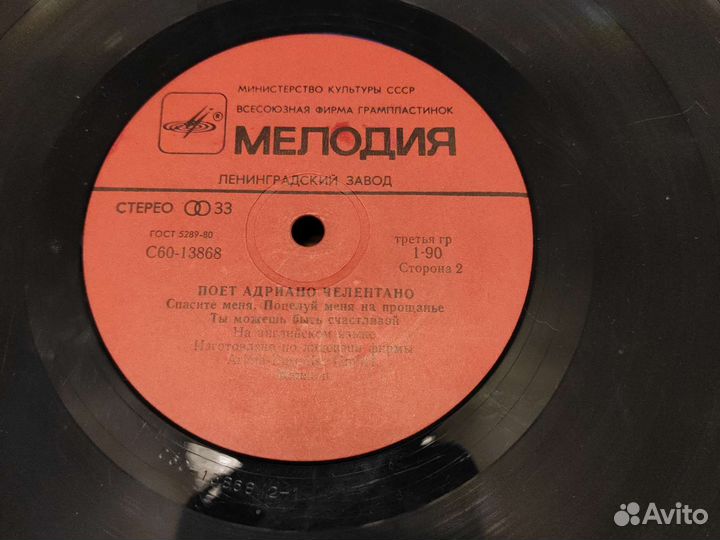 МИНИСТЕРСТВО КУЛЬТУРЫ СССР
ВСЕСОЮЗНАЯ ФИРМА ГРАМПЛАСТИНОК
®
МЕЛОДИЯ
ЛЕНИНГРАДСКИЙ ЗАВОД
СТЕРЕО 33
ГОСТ 5289-80
С60-13868
третья гр
1-90
Сторона 2
ПОЕТ АДРИАНО ЧЕЛЕНТАНО
Спасите меня. Поцелуй меня на прощанье
Ты можешь быть счастливой
На английском языке
Изготовлено по лицензии фирмы
Avito